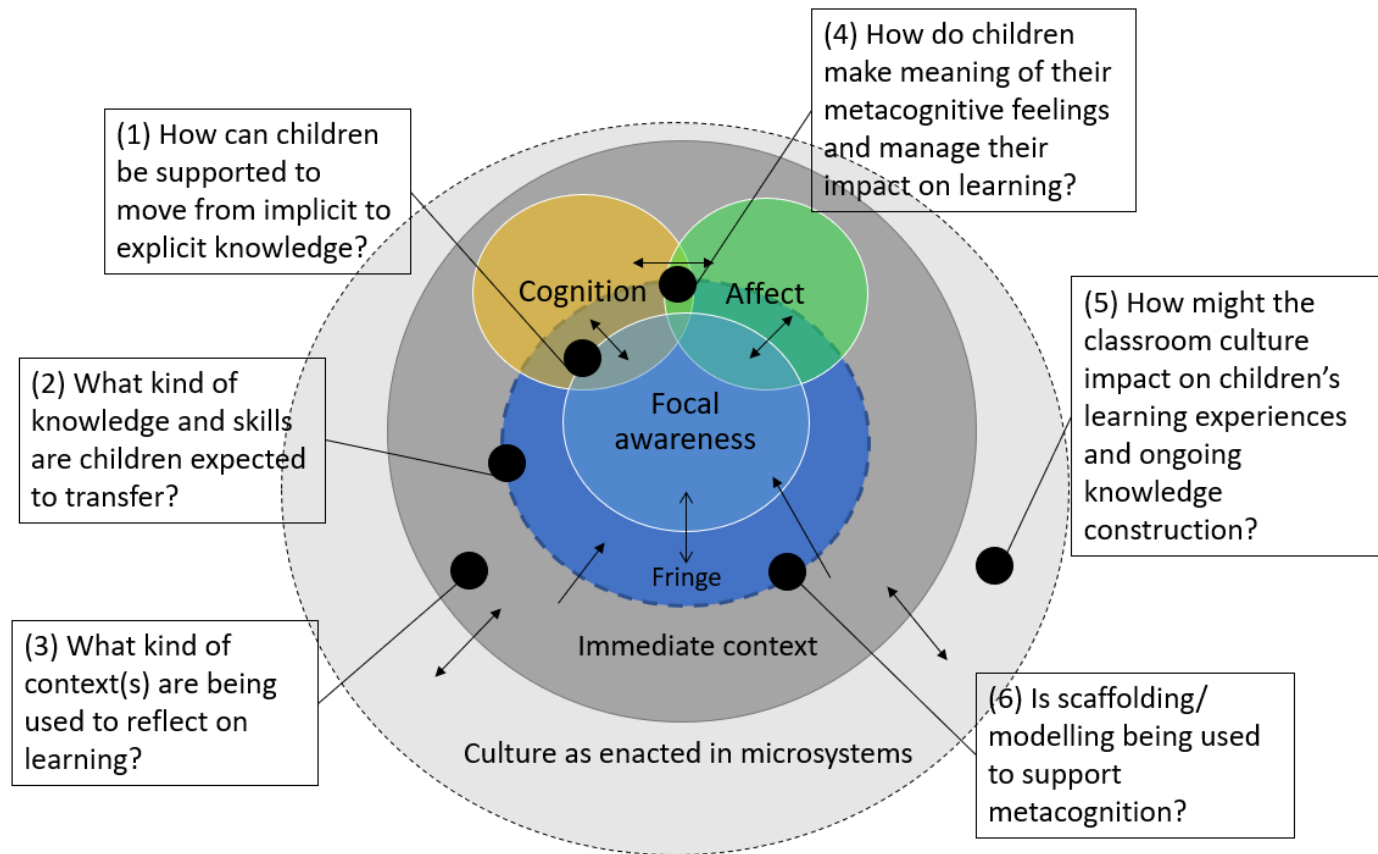 (4) How do children
make meaning of their
metacognitive feelings
and manage their
impact on learning?
(1) How can children
be supported to
move from implicit to
explicit knowledge?
Cognition
Affect
(5) How might the
classroom culture
impact on children’s
learning experiences
and ongoing
knowledge
construction?
(2) What kind of
knowledge and skills
are children expected
to transfer?
Focal
awareness
Fringe
(3) What kind of
context(s) are being
used to reflect on
learning?
Immediate context
(6) Is scaffolding/
modelling being used
to support
metacognition?
Culture as enacted in microsystems